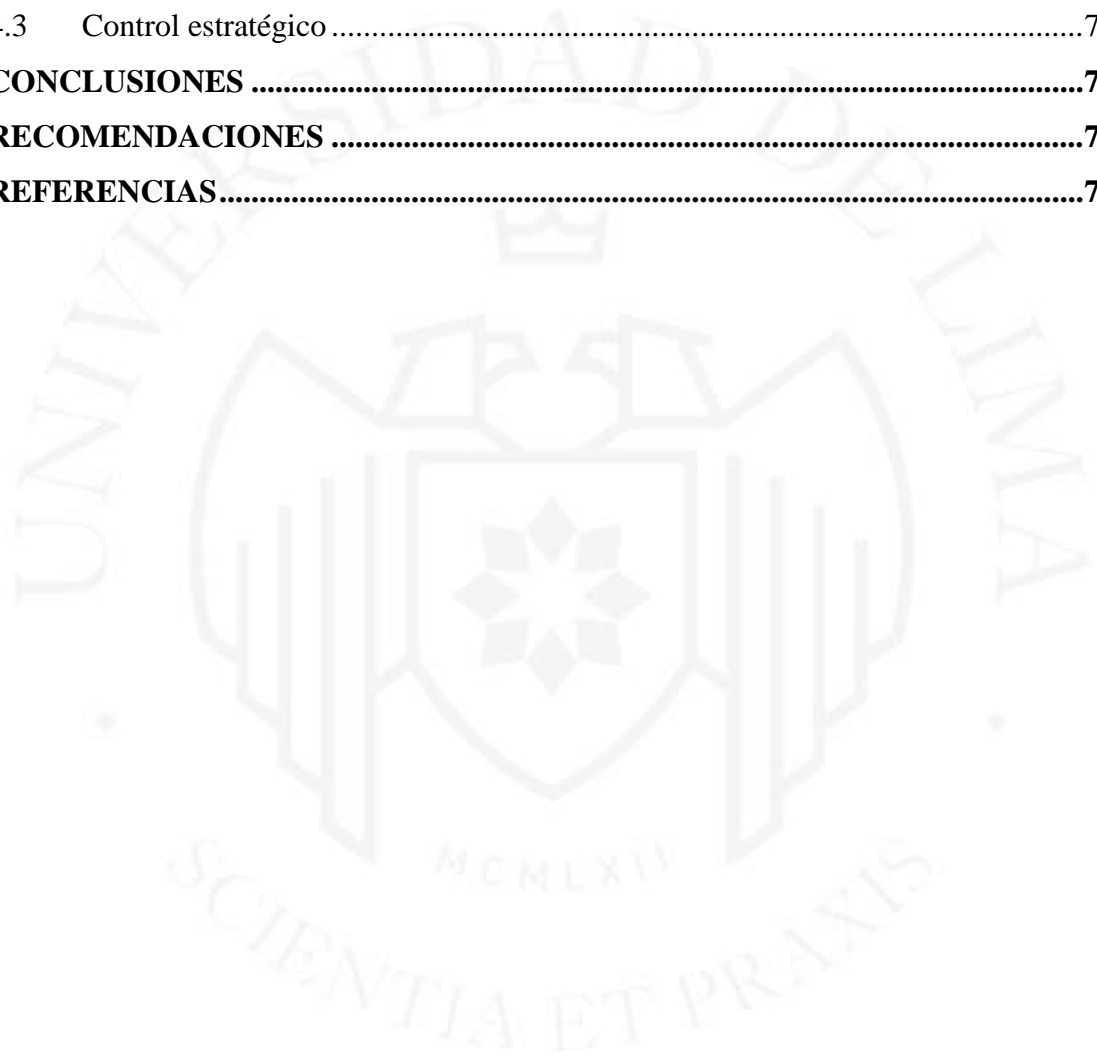 .3 Control estratégico ........................................................................................ 7
CONCLUSIONES ........................................................................................ 7
RECOMENDACIONES ........................................................................................ 7
REFERENCIAS ........................................................................................ 7
UNIVERSIDAD DE LIMA
MCMLXII
SCIENTIA ET PRAXIS